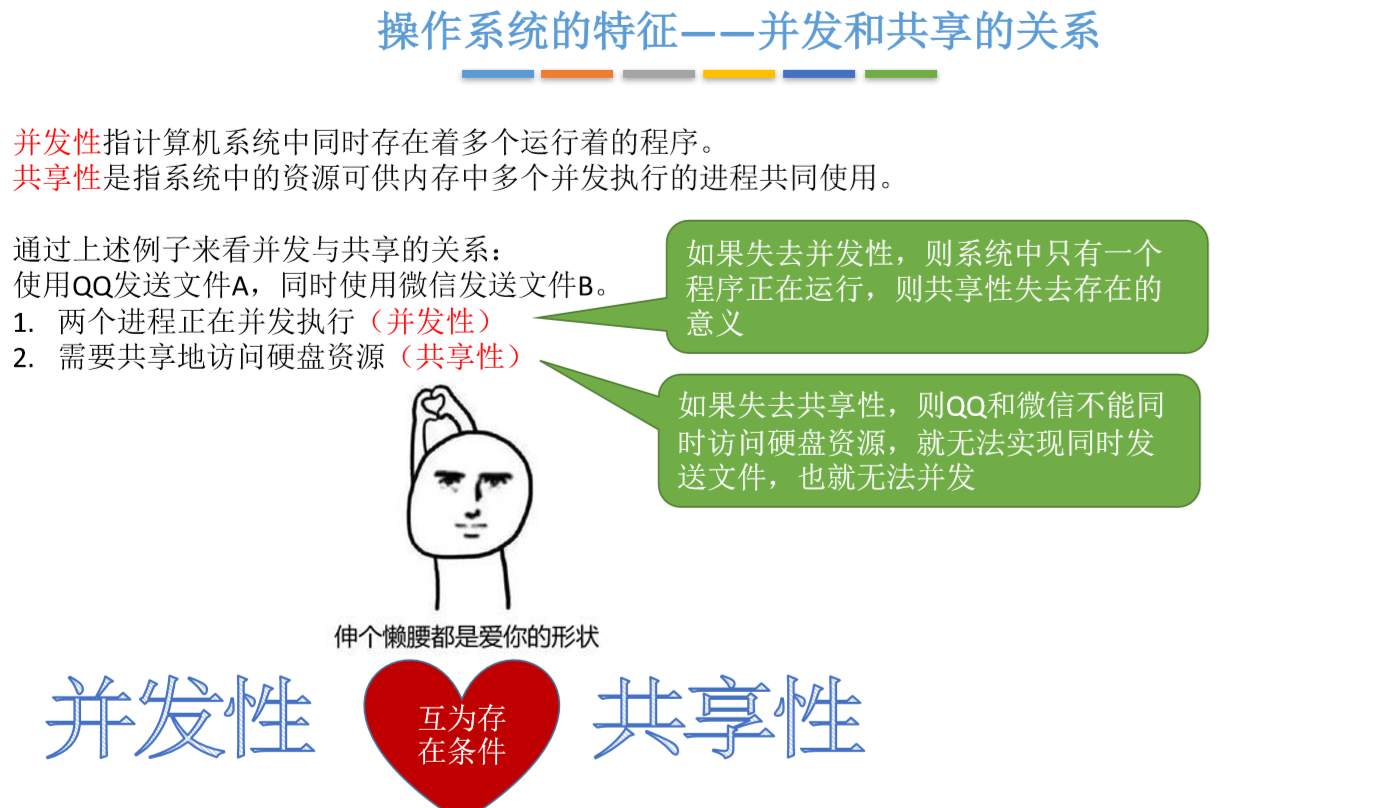 操作系统的特征——并发和共享的关系
并发性指计算机系统中同时存在着多个运行着的程序。
共享性是指系统中的资源可供内存中多个并发执行的进程共同使用。
通过上述例子来看并发与共享的关系：
使用QQ发送文件A，同时使用微信发送文件B。
1. 两个进程正在并发执行（并发性）
2. 需要共享地访问硬盘资源（共享性）
如果失去并发性，则系统中只有一个
程序正在运行，则共享性失去存在的
意义
如果失去共享性，则QQ和微信不能同
时访问硬盘资源，就无法实现同时发
送文件，也就无法并发
伸个懒腰都是爱你的形状
并发性
互为存
在条件
共享性